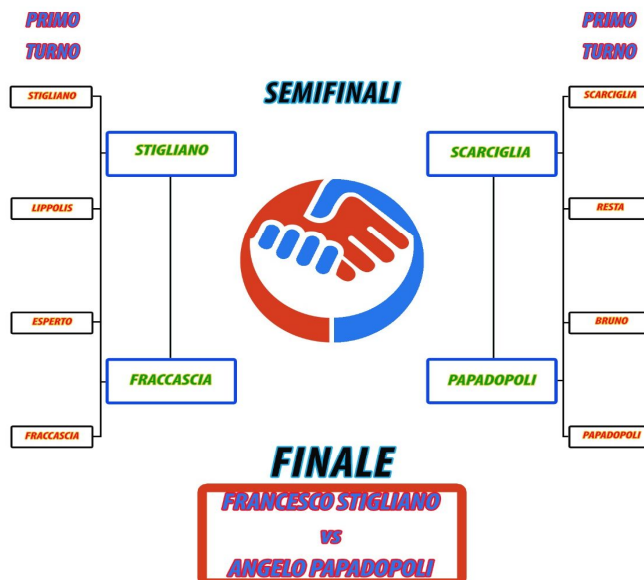 PRIMO
TURNO
PRIMO
TURNO
STIGLIANO
SEMIFINALI
SCARCIGLIA
STIGLIANO
SCARCIGLIA
LIPPOLIS
RESTA
ESPERTO
BRUNO
FRACCASCIA
PAPADOPOLI
FRACCASCIA
PAPADOPOLI
FINALE
FRANCESCO STIGLIANO
vs
ANGELO PAPADOPOLI